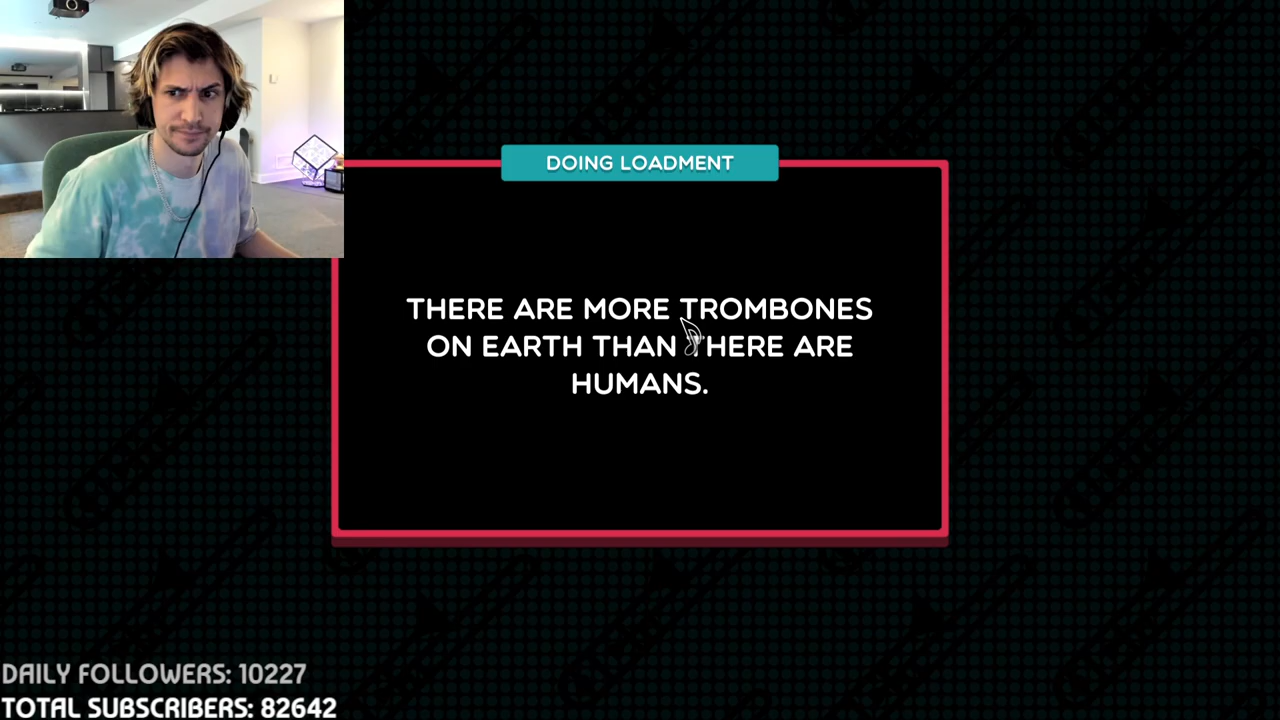 DOING LOADMENT
THERE ARE MORE TROMBONES
ON EARTH THAN THERE ARE
HUMANS.
DAILY FOLLOWERS: 10227
TOTAL SUBSCRIBERS: 82642